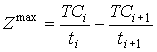 Z^max = TC_i / t_i − TC_{i+1} / t_{i+1}